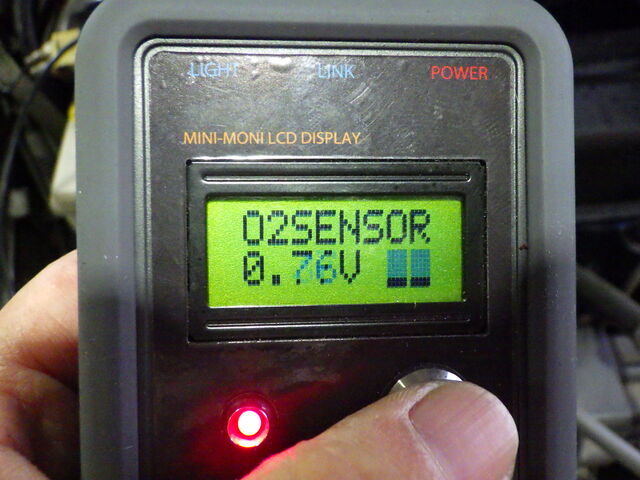 LIGHT LINK POWER
MINI-MONI LCD DISPLAY
O2SENSOR
0.76V